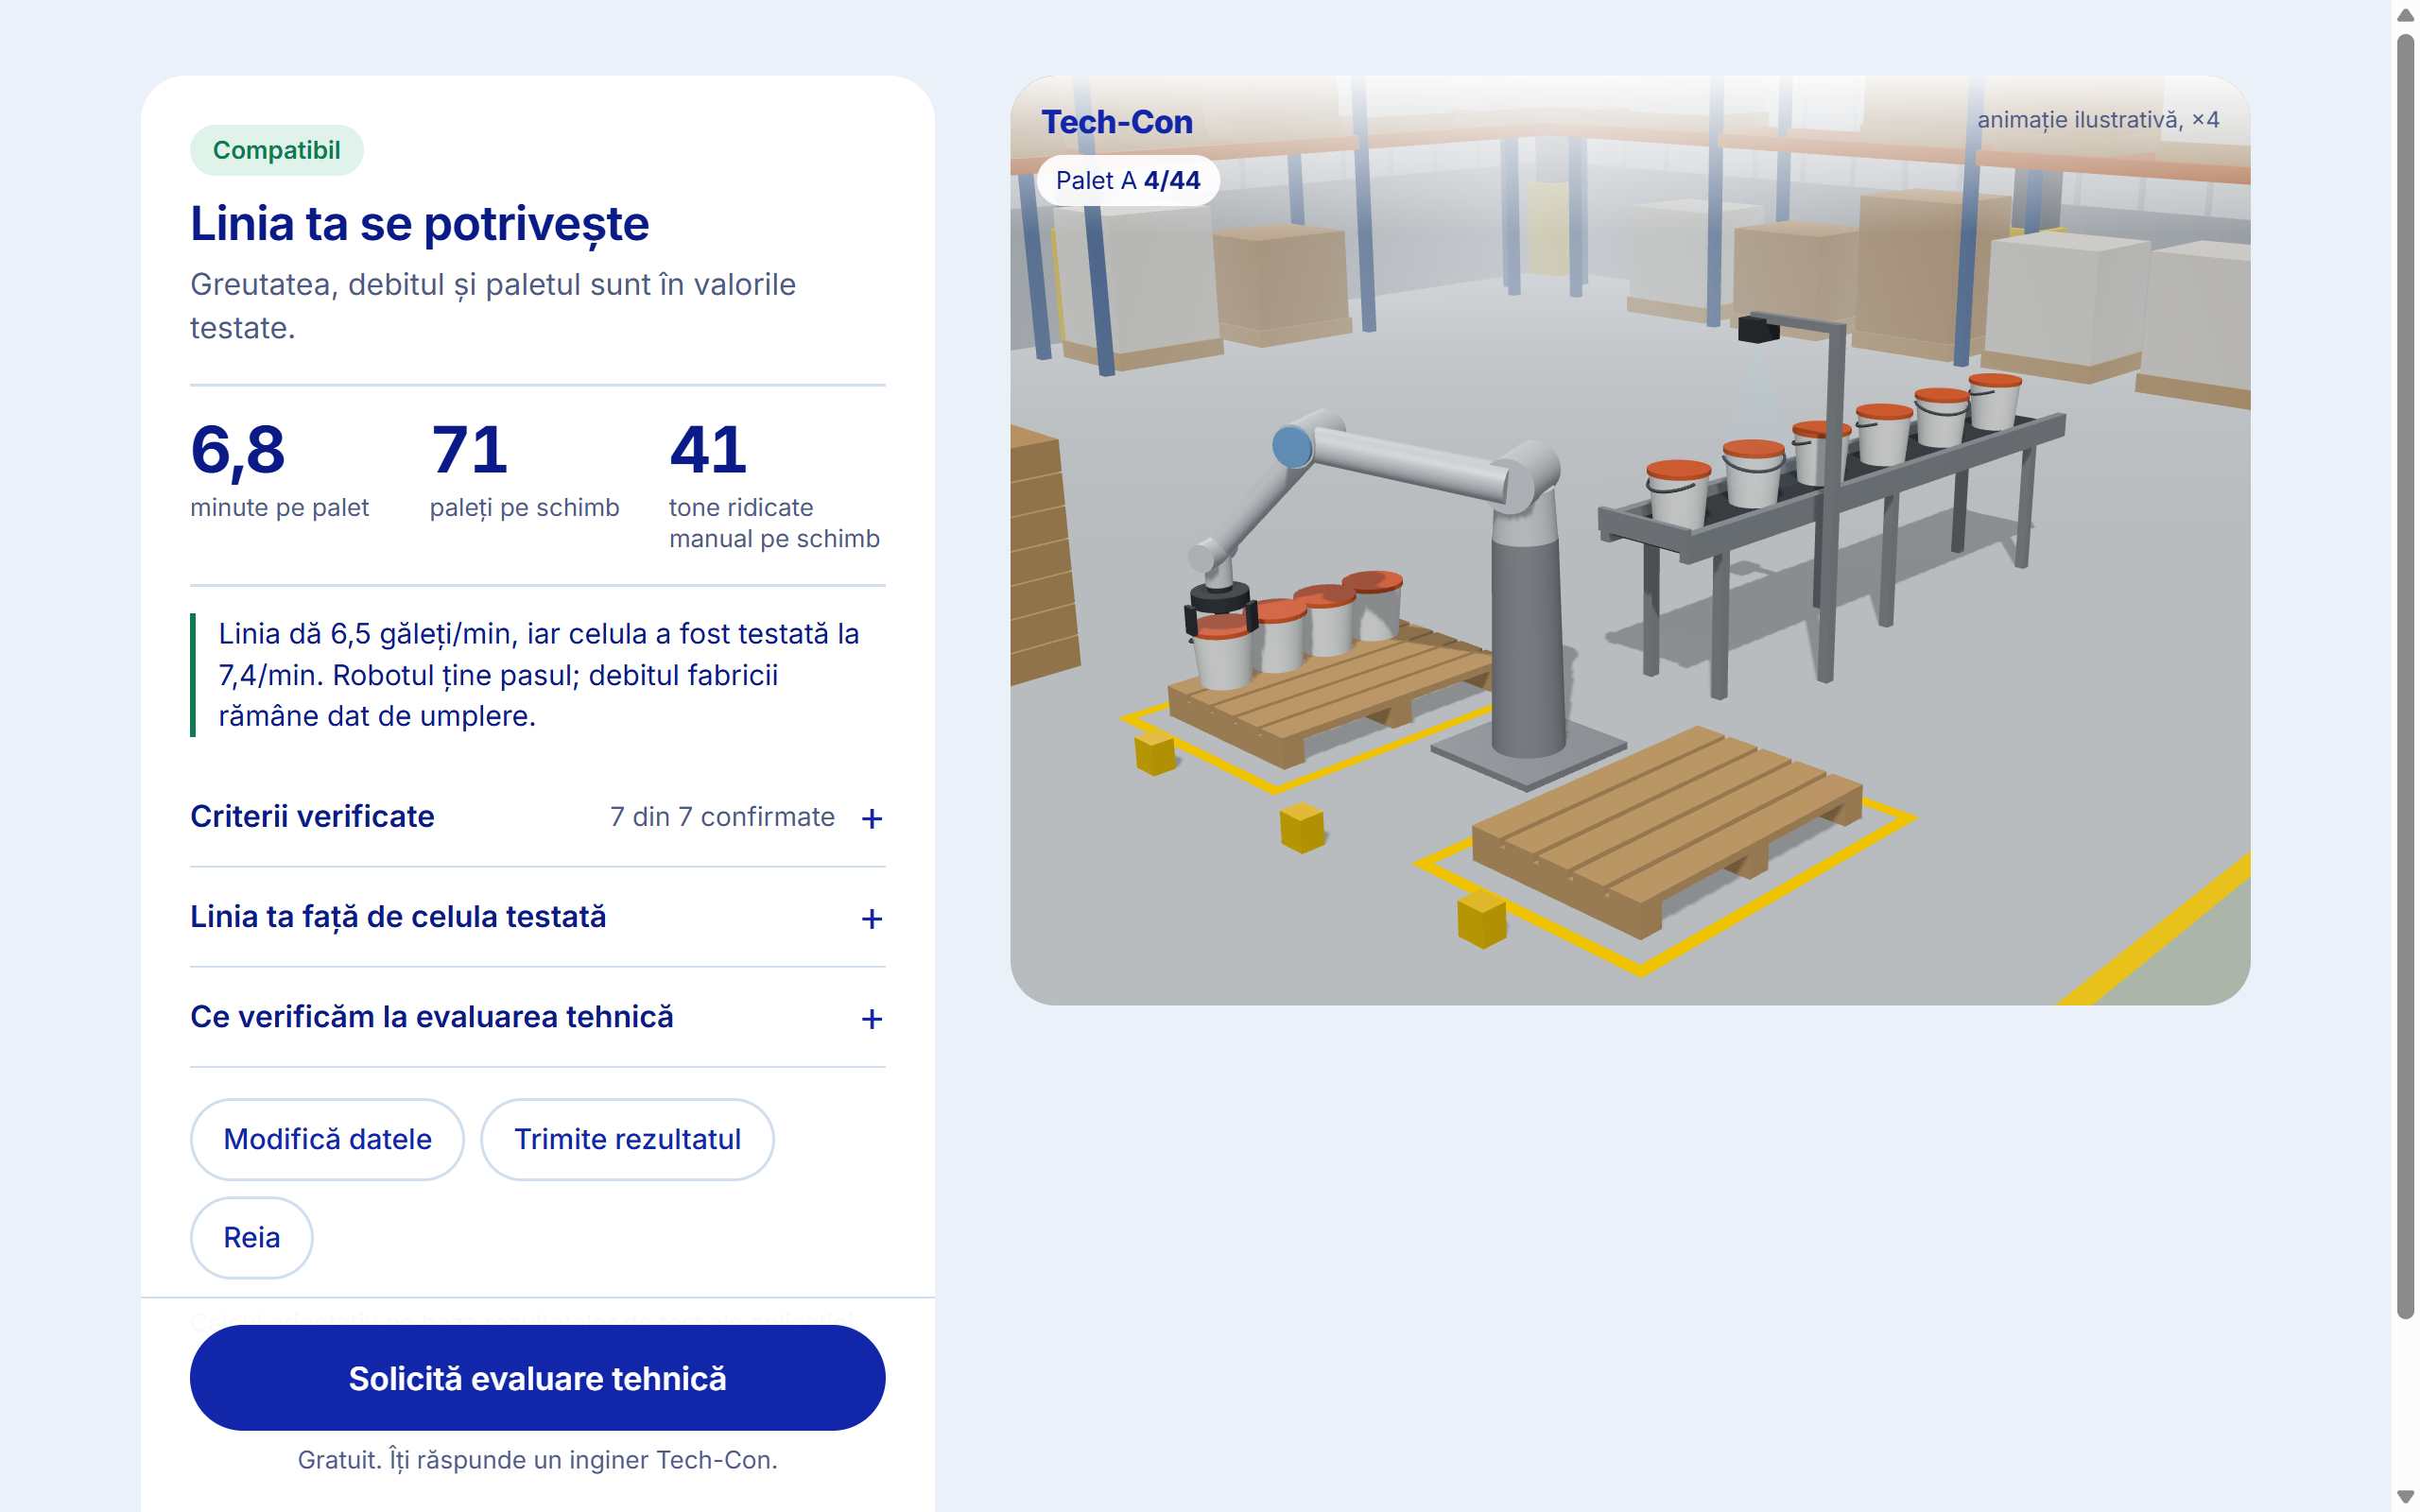 Compatibil
Linia ta se potrivește
Greutatea, debitul și paletul sunt în valorile
testate.
6,8
minute pe palet
71
paleți pe schimb
41
tone ridicate
manual pe schimb
Linia dă 6,5 găleți/min, iar celula a fost testată la
7,4/min. Robotul ține pasul; debitul fabricii
rămâne dat de umplere.
Criterii verificate 7 din 7 confirmate +
Linia ta față de celula testată +
Ce verificăm la evaluarea tehnică +
Modifică datele
Trimite rezultatul
Reia
Solicită evaluare tehnică
Gratuit. Îți răspunde un inginer Tech-Con.
Tech-Con
animație ilustrativă, ×4
Palet A 4/44